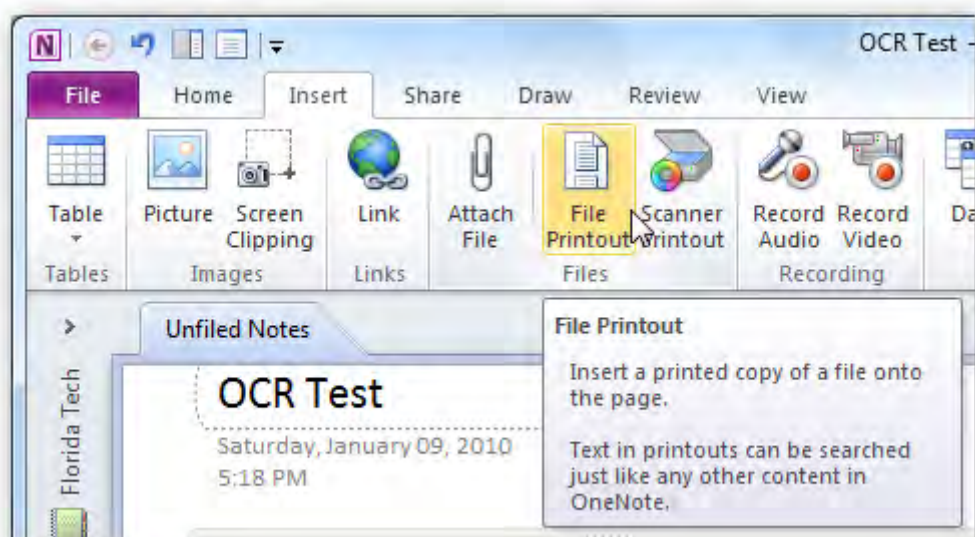 OCR Test -
File Home Insert Share Draw Review View
Table Picture Screen Clipping Link Attach File File Printout Scanner Printout Record Audio Record Video
Tables Images Links Files Recording
Unfiled Notes
Florida Tech
OCR Test
Saturday, January 09, 2010
5:18 PM
File Printout
Insert a printed copy of a file onto
the page.
Text in printouts can be searched
just like any other content in
OneNote.